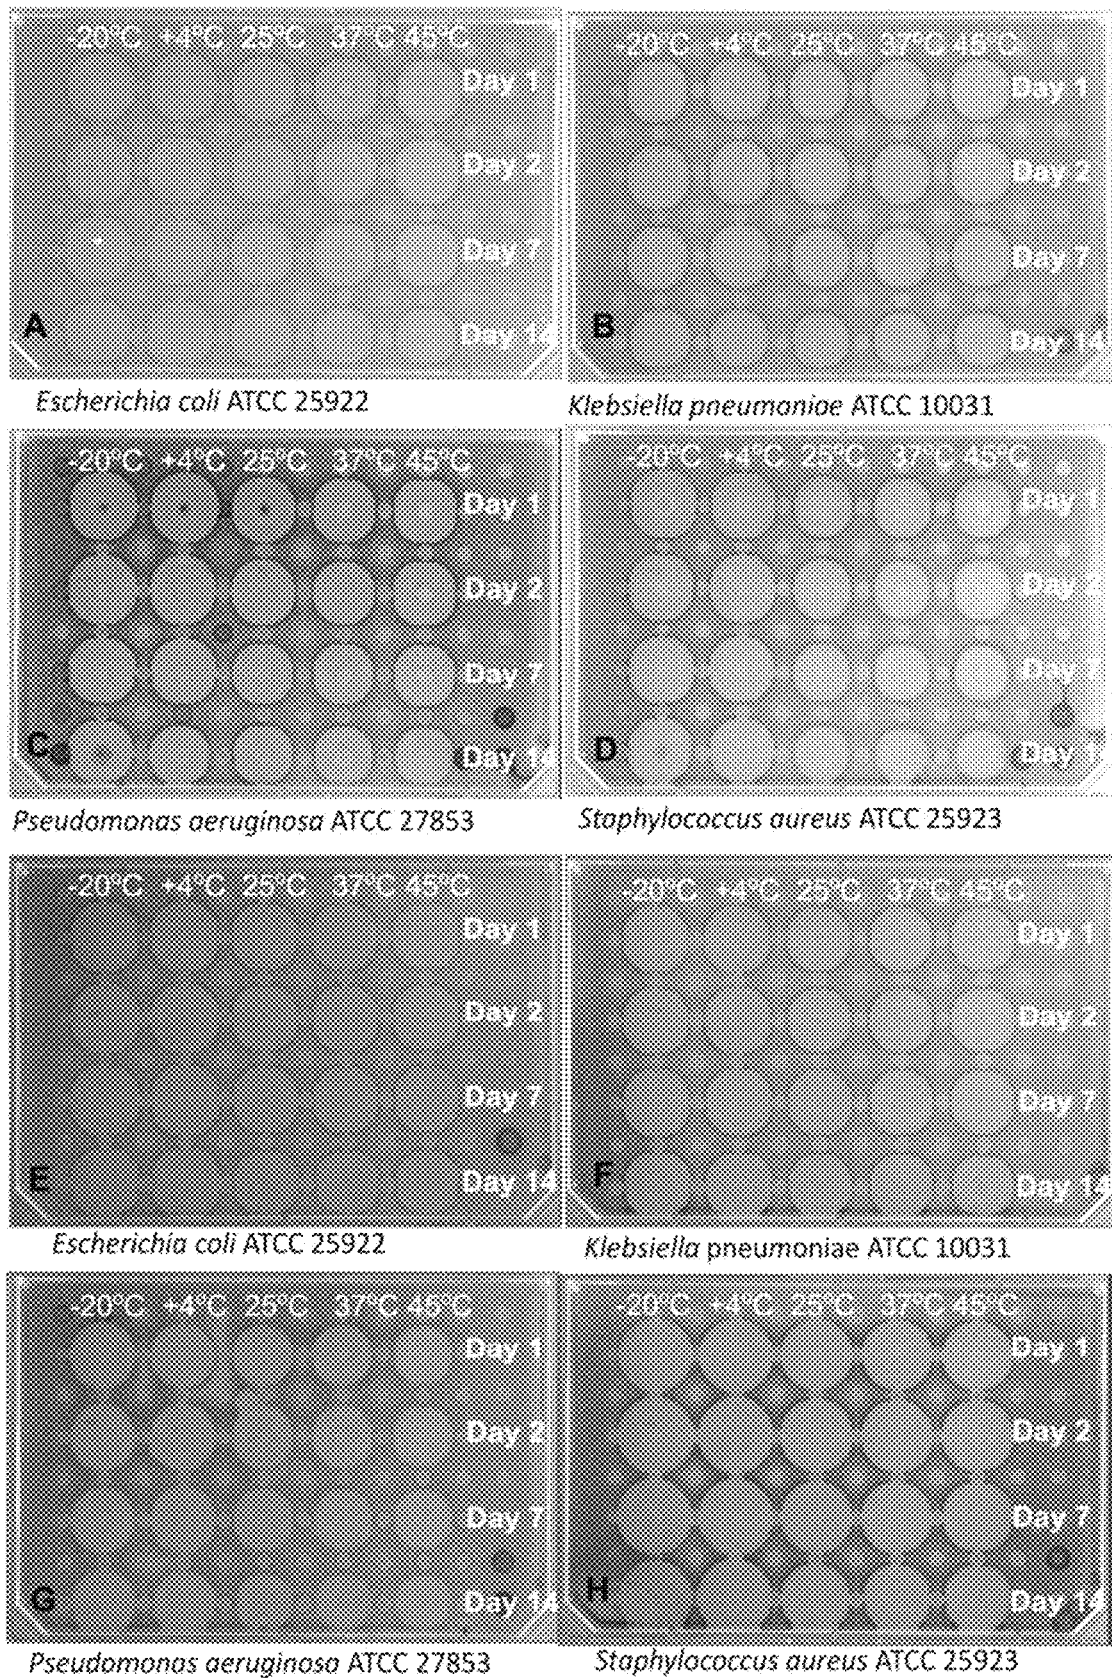 -20°C +4°C 25°C 37°C 45°C
Day 1
Day 2
Day 7
Day 14
A
Escherichia coli ATCC 25922
-20°C +4°C 25°C 37°C 45°C
Day 1
Day 2
Day 7
Day 14
B
Klebsiella pneumoniae ATCC 10031
-20°C +4°C 25°C 37°C 45°C
Day 1
Day 2
Day 7
Day 14
C
Pseudomonas aeruginosa ATCC 27853
-20°C +4°C 25°C 37°C 45°C
Day 1
Day 2
Day 7
Day 1
D
Staphylococcus aureus ATCC 25923
-20°C +4°C 25°C 37°C 45°C
Day 1
Day 2
Day 7
Day 14
E
Escherichia coli ATCC 25922
-20°C +4°C 25°C 37°C 45°C
Day 1
Day 2
Day 7
Day 14
F
Klebsiella pneumoniae ATCC 10031
-20°C +4°C 25°C 37°C 45°C
Day 1
Day 2
Day 7
Day 14
G
Pseudomonas aeruginosa ATCC 27853
-20°C +4°C 25°C 37°C 45°C
Day 1
Day 2
Day 7
Day 14
H
Staphylococcus aureus ATCC 25923